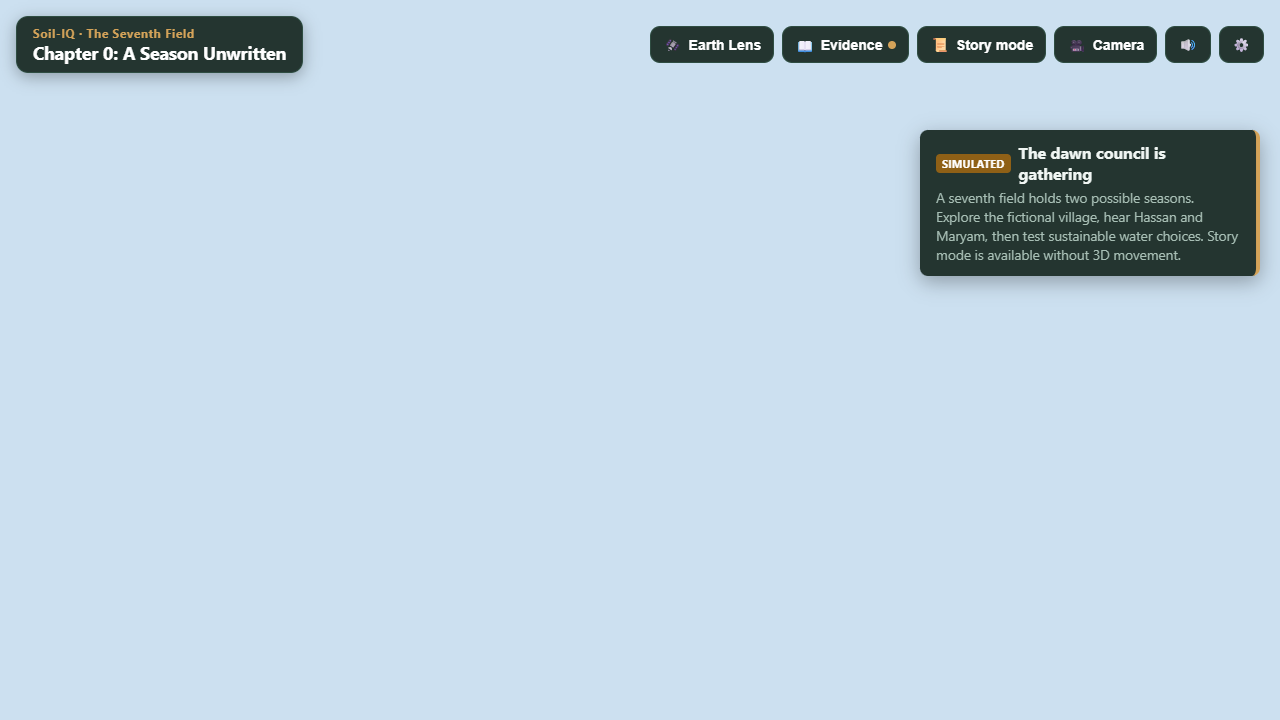 Soil-IQ · The Seventh Field
Chapter 0: A Season Unwritten
Earth Lens
Evidence
Story mode
Camera
SIMULATED
The dawn council is
gathering
A seventh field holds two possible seasons.
Explore the fictional village, hear Hassan and
Maryam, then test sustainable water choices. Story
mode is available without 3D movement.